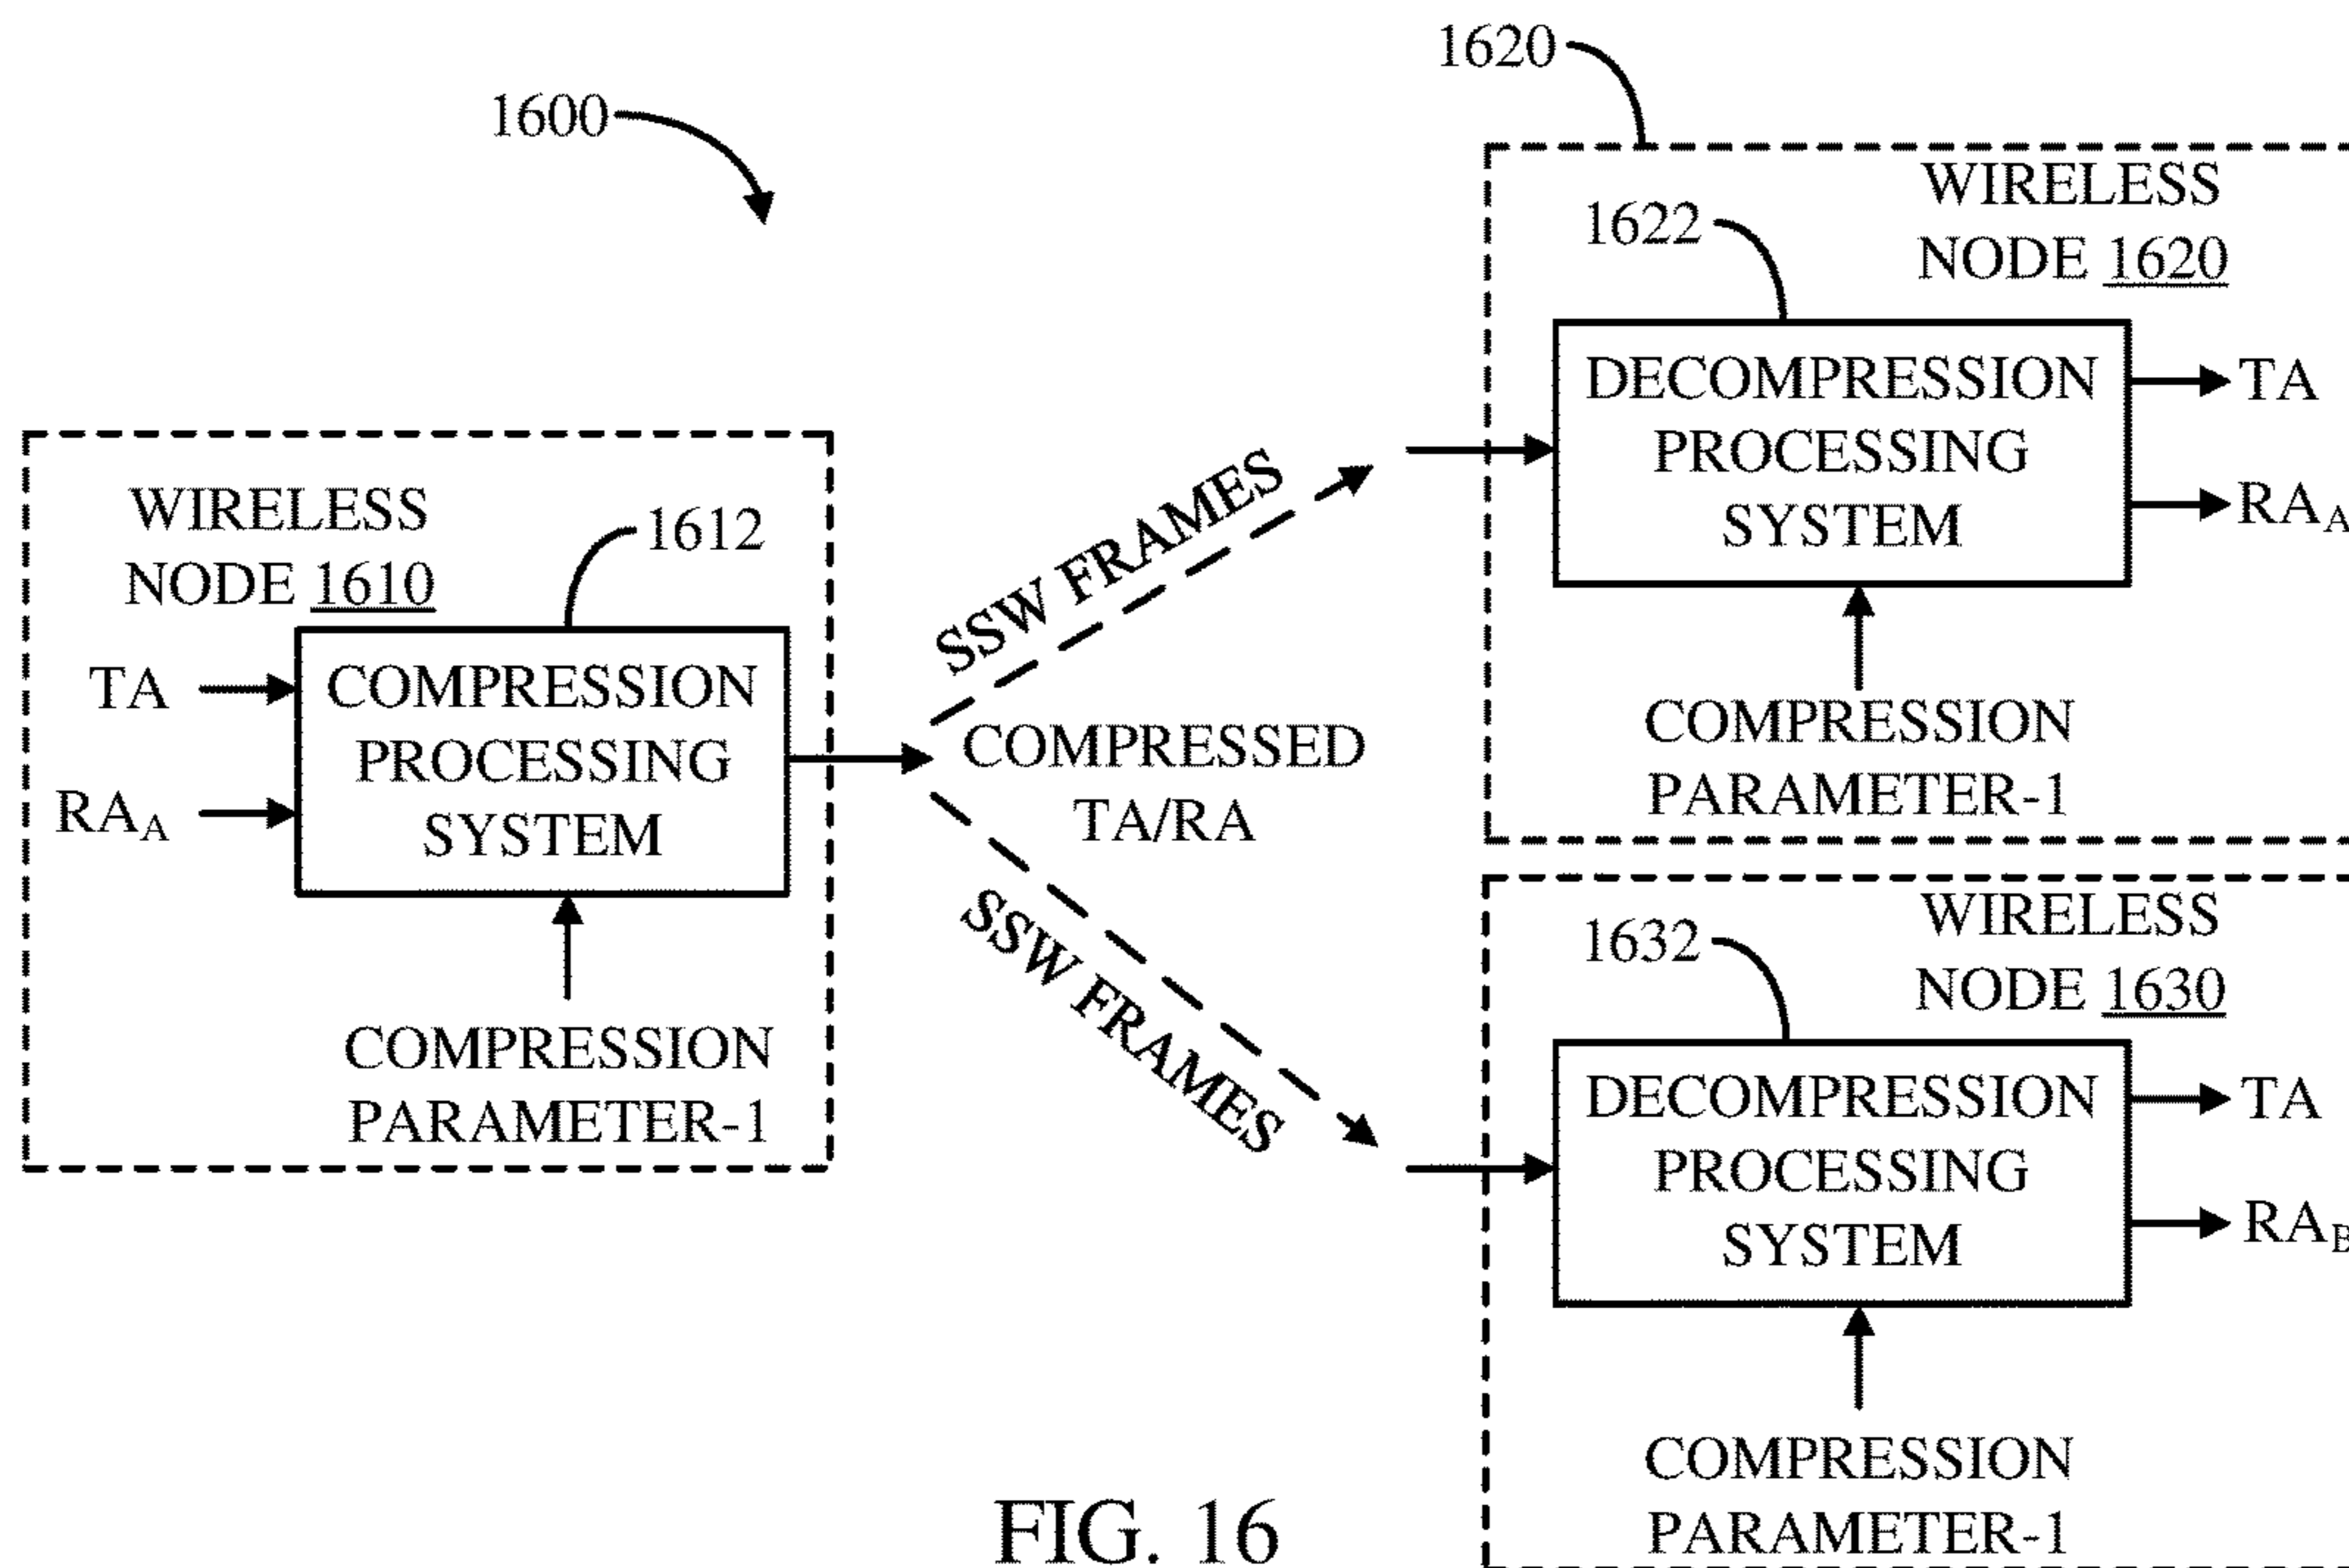 1600
1620
WIRELESS
NODE 1620
1622
DECOMPRESSION
PROCESSING
SYSTEM
TA
RAA
COMPRESSION
PARAMETER-1
WIRELESS
NODE 1610
1612
TA
RAA
COMPRESSION
PROCESSING
SYSTEM
COMPRESSION
PARAMETER-1
SSW FRAMES
COMPRESSED
TA/RA
SSW FRAMES
WIRELESS
NODE 1630
1632
DECOMPRESSION
PROCESSING
SYSTEM
TA
RAB
COMPRESSION
PARAMETER-1
FIG. 16